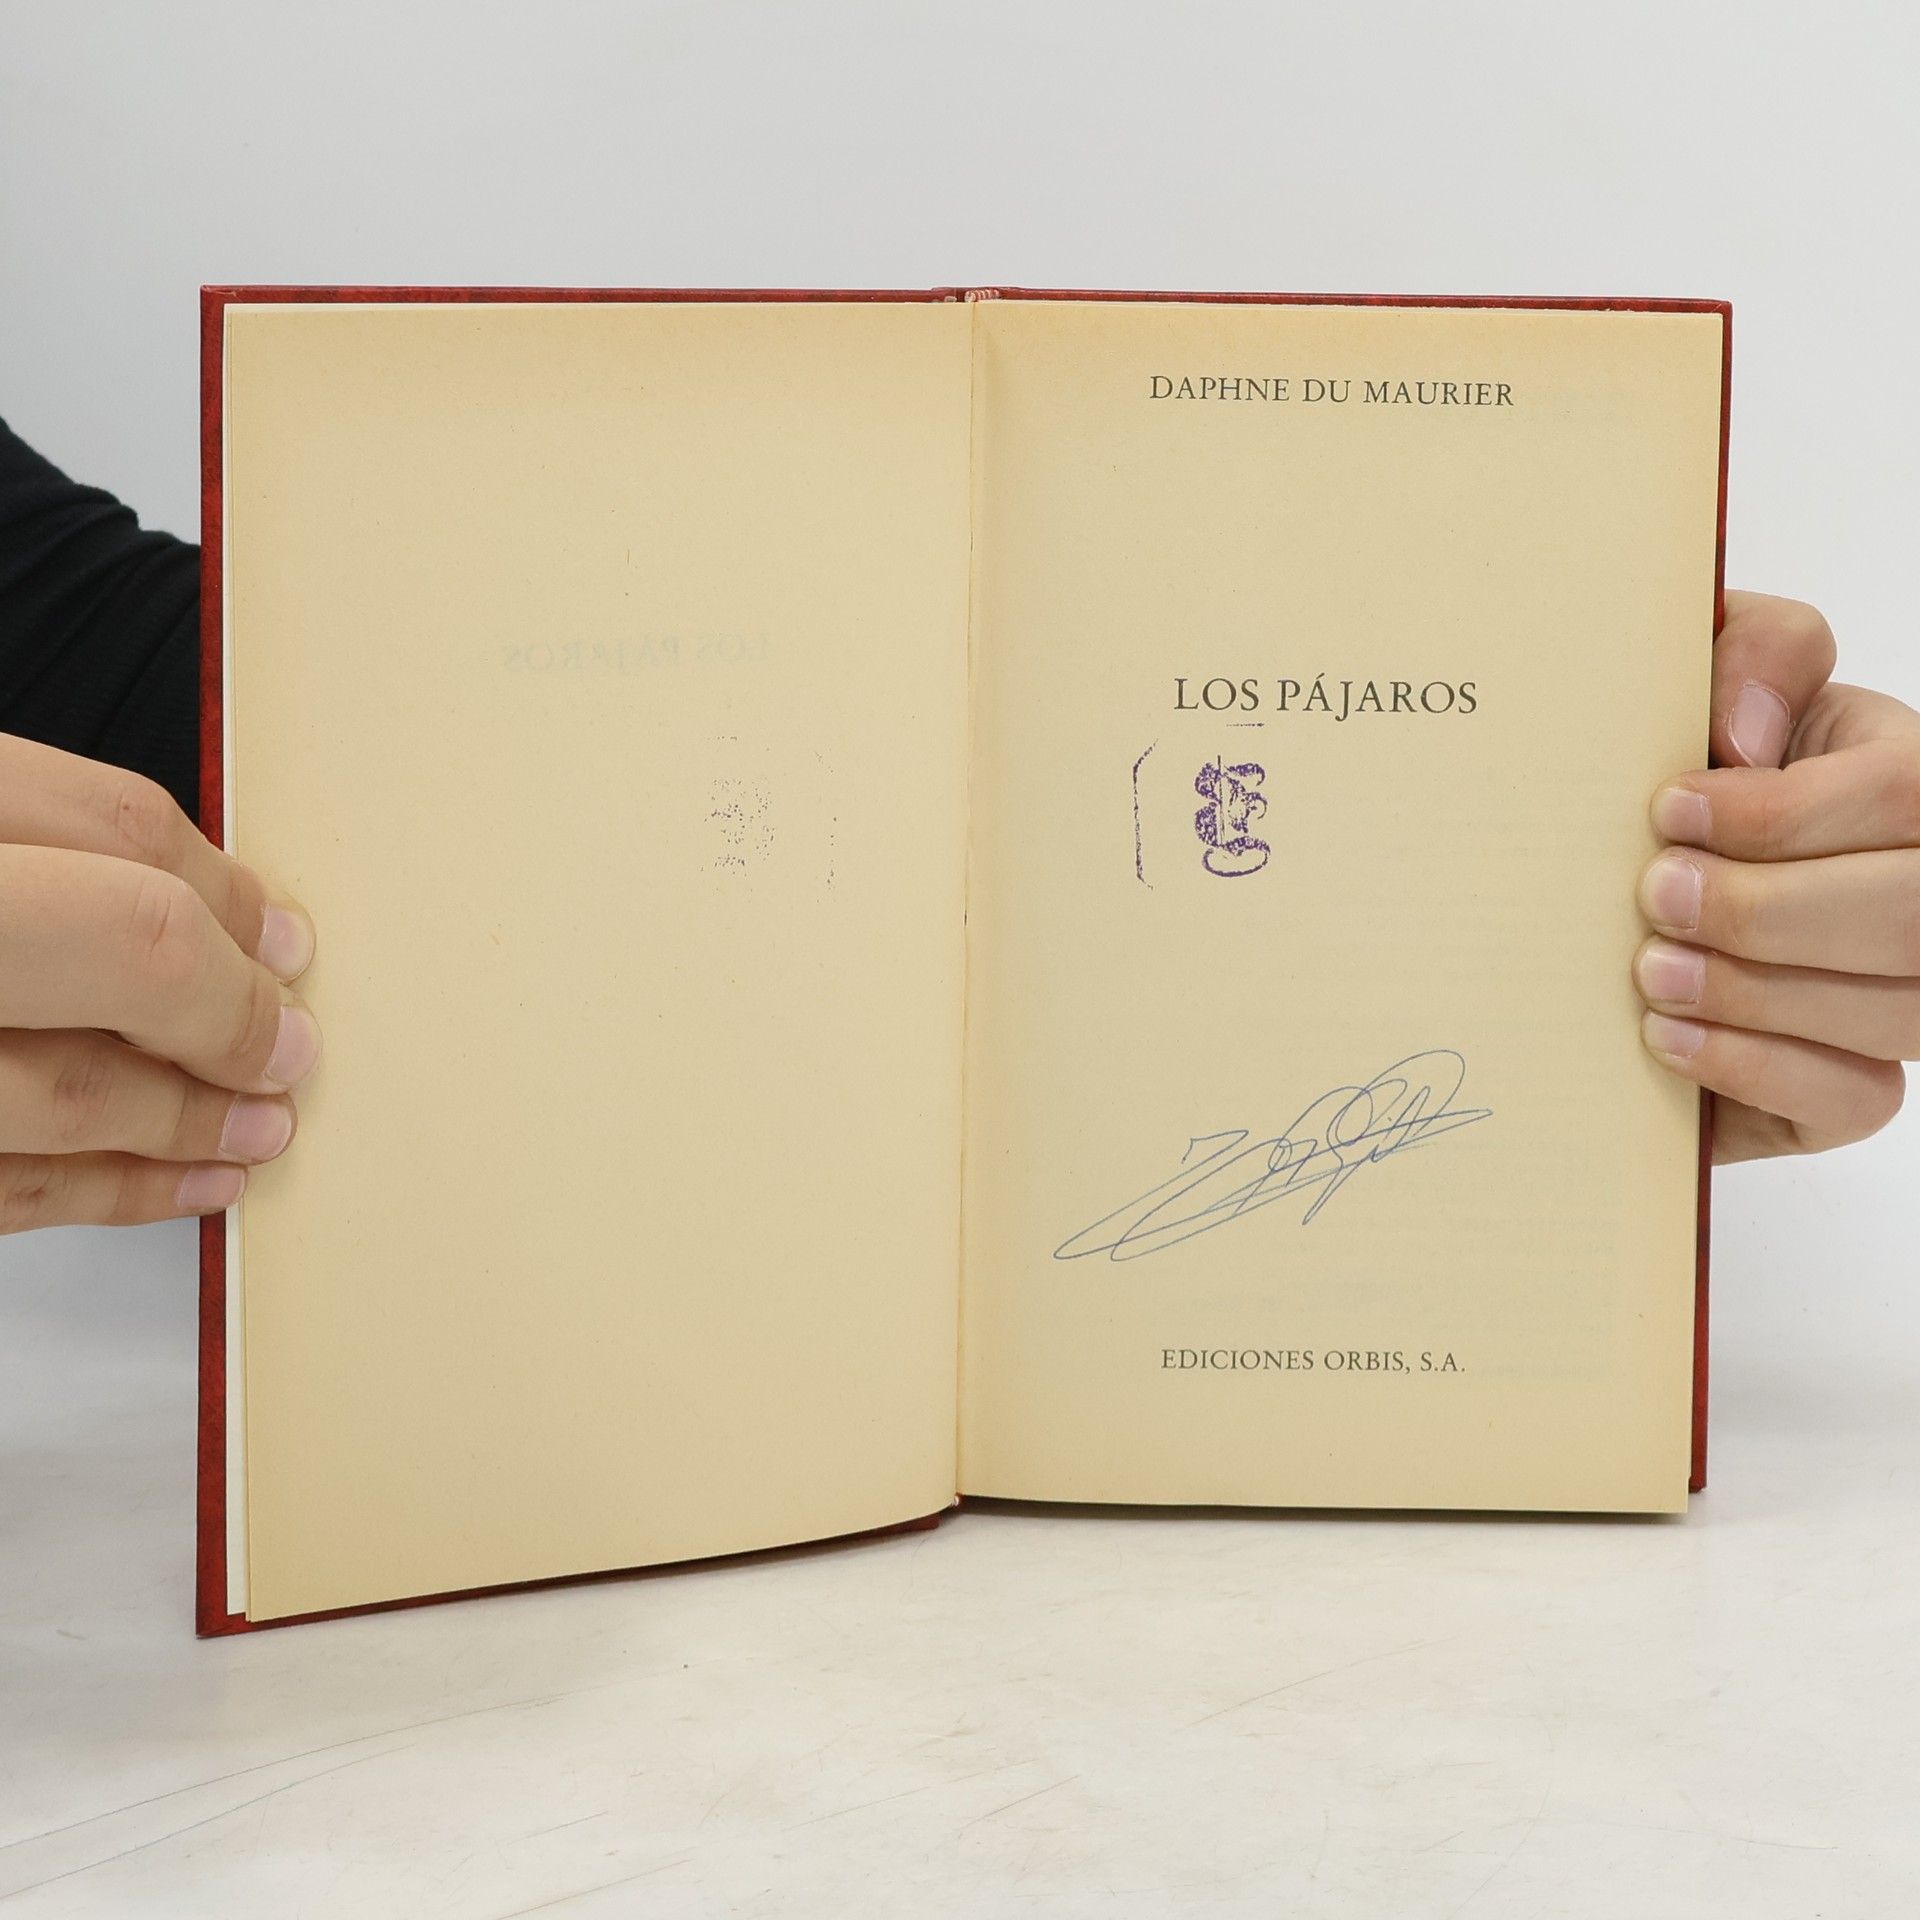 DAPHNE DU MAURIER
LOS PÁJAROS
EDICIONES ORBIS, S.A.